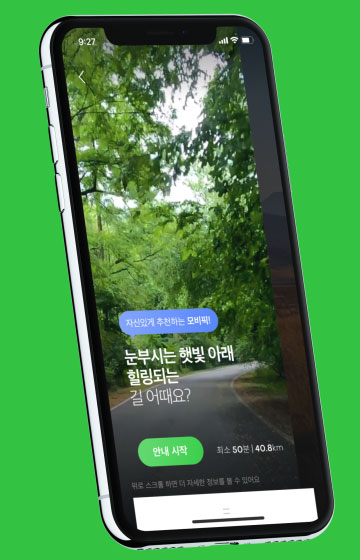 9:27
자신있게 추천하는 모비픽!
눈부시는 햇빛 아래
힐링되는
길 어때요?
안내 시작
최소 50분 | 40.8km
위로 스크롤 하면 더 자세한 정보를 볼 수 있어요